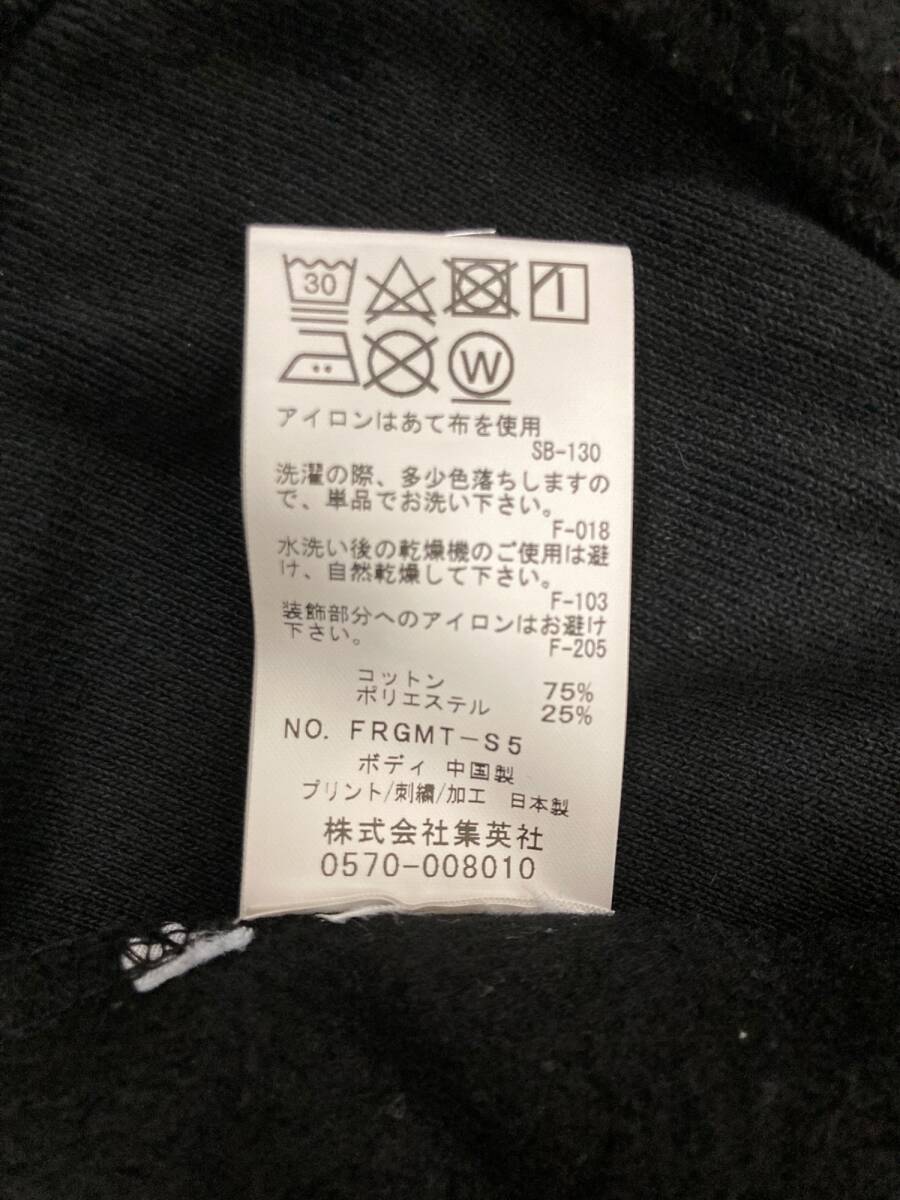 30
W
アイロンはあて布を使用
SB-130
洗濯の際、多少色落ちしますの
で、単品でお洗い下さい。
F-018
水洗い後の乾燥機のご使用は避
け、自然乾燥して下さい。
F-103
装飾部分へのアイロンはお避け
下さい。
F-205
コットン 75%
ポリエステル 25%
NO. FRGMT-S5
ボディ 中国製
プリント/刺繍/加工 日本製
株式会社集英社
0570-008010